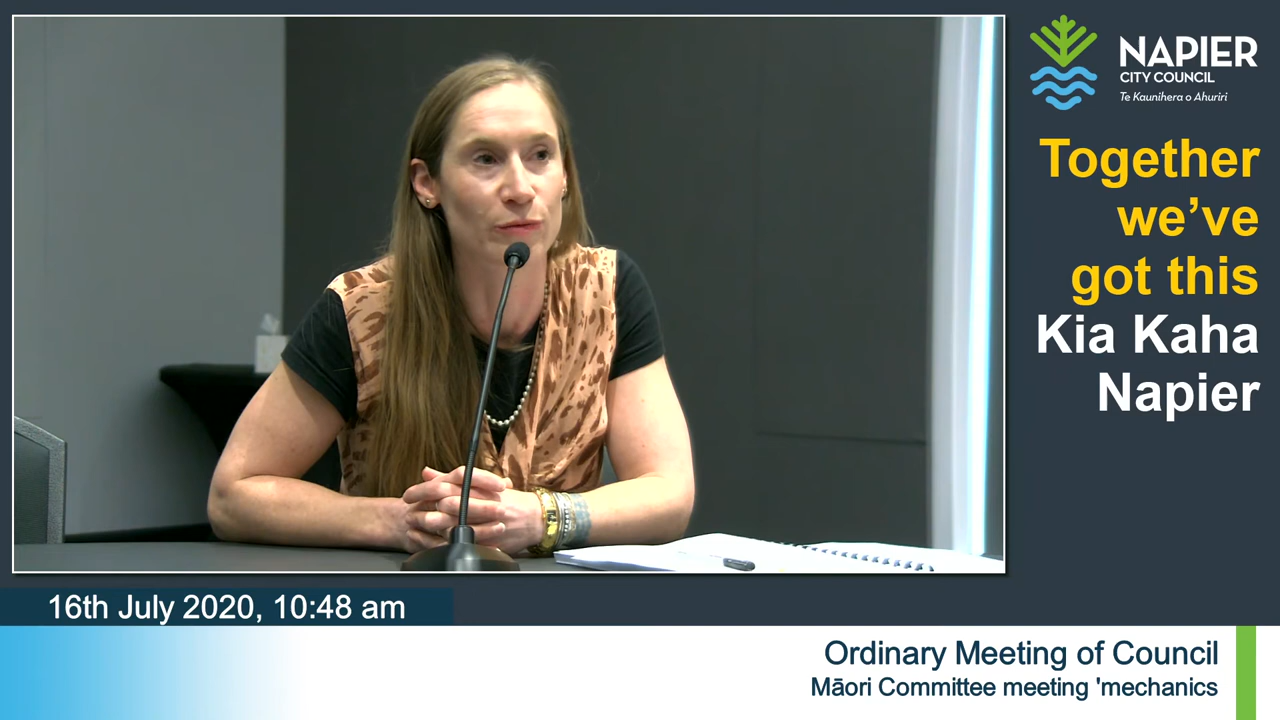 NAPIER
CITY COUNCIL
Te Kaunihera o Ahuriri
Together
we’ve
got this
Kia Kaha
Napier
16th July 2020, 10:48 am
Ordinary Meeting of Council
Māori Committee meeting 'mechanics